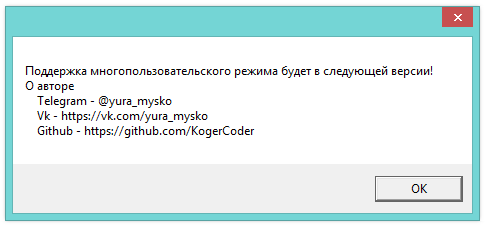 Поддержка многопользовательского режима будет в следующей версии!
О авторе
Telegram - @yura_mysko
Vk - https://vk.com/yura_mysko
Github - https://github.com/KogerCoder
OK